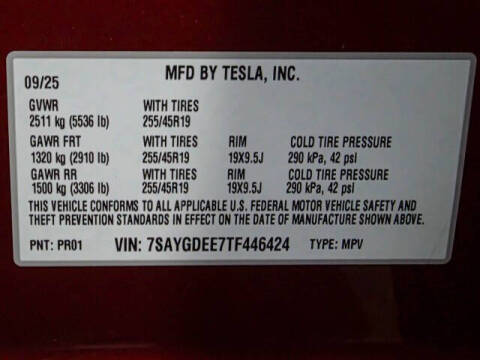 MFD BY TESLA, INC.
09/25
GVWR WITH TIRES
2511 kg (5536 lb) 255/45R19
GAWR FRT WITH TIRES RIM COLD TIRE PRESSURE
1320 kg (2910 lb) 255/45R19 19X9.5J 290 kPa, 42 psi
GAWR RR WITH TIRES RIM COLD TIRE PRESSURE
1500 kg (3306 lb) 255/45R19 19X9.5J 290 kPa, 42 psi
THIS VEHICLE CONFORMS TO ALL APPLICABLE U.S. FEDERAL MOTOR VEHICLE SAFETY AND
THEFT PREVENTION STANDARDS IN EFFECT ON THE DATE OF MANUFACTURE SHOWN ABOVE.
PNT: PR01 VIN: 7SAYGDEE7TF446424 TYPE: MPV